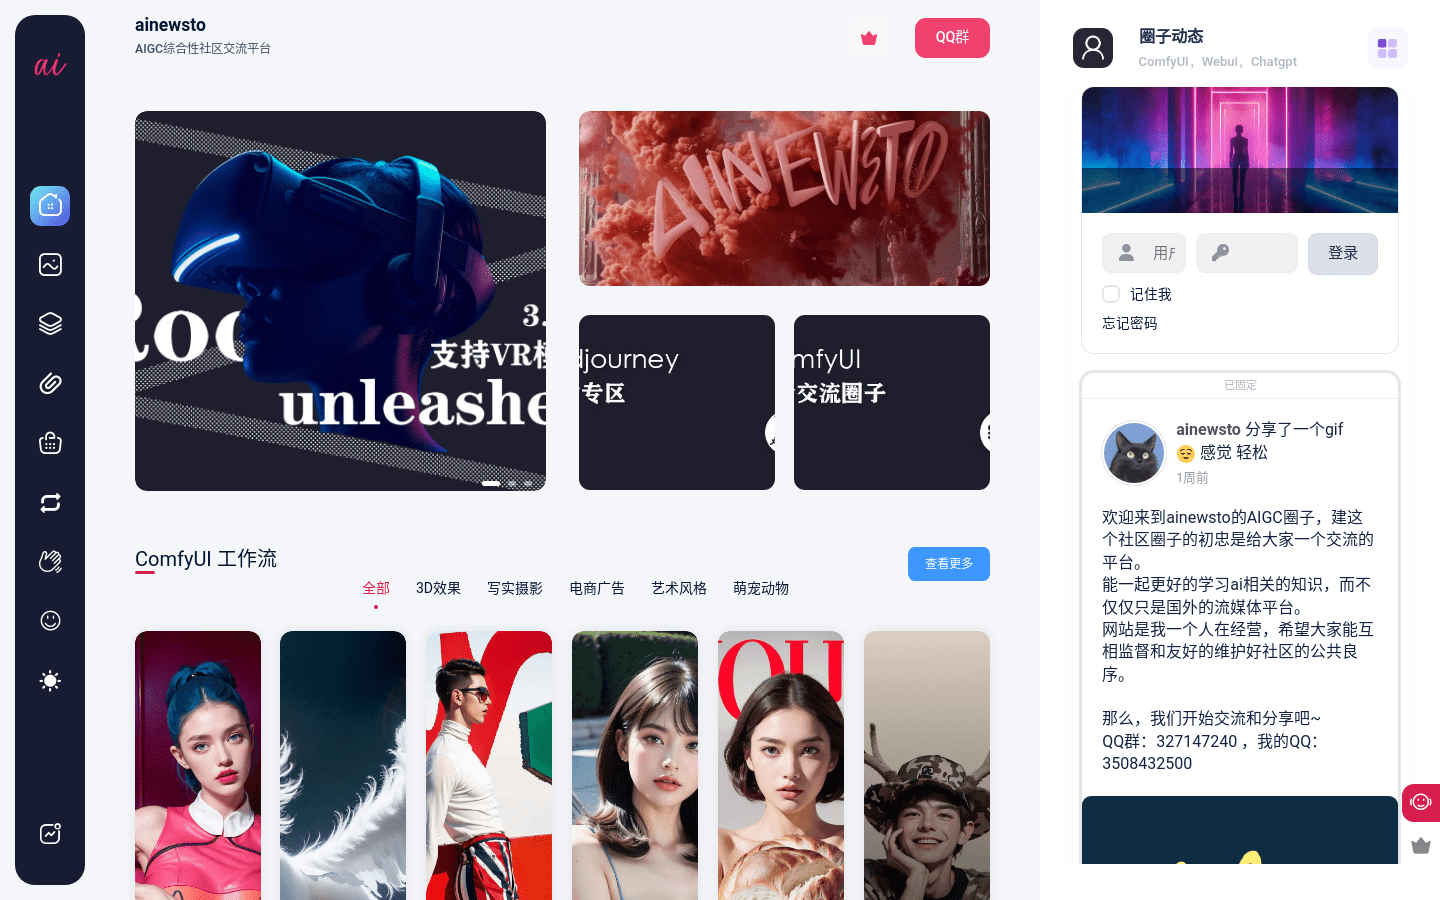 ai
ainewsto
AIGC综合性社区交流平台
QQ群
圈子动态
ComfyUI，Webui，Chatgpt
AINEWSTO
3.
支持VR
unleashe
djourney
专区
mfyUI
交流圈子
登录
记住我
忘记密码
已固定
ainewsto 分享了一个gif
感觉 轻松
1周前
欢迎来到ainewsto的AIGC圈子，建这
个社区圈子的初忠是给大家一个交流的
平台。
能一起更好的学习ai相关的知识，而不
仅仅只是国外的流媒体平台。
网站是我一个人在经营，希望大家能互
相监督和友好的维护好社区的公共良
序。
那么，我们开始交流和分享吧~
QQ群：327147240 ，我的QQ：
3508432500
ComfyUI 工作流
查看更多
全部
3D效果
写实摄影
电商广告
艺术风格
萌宠动物